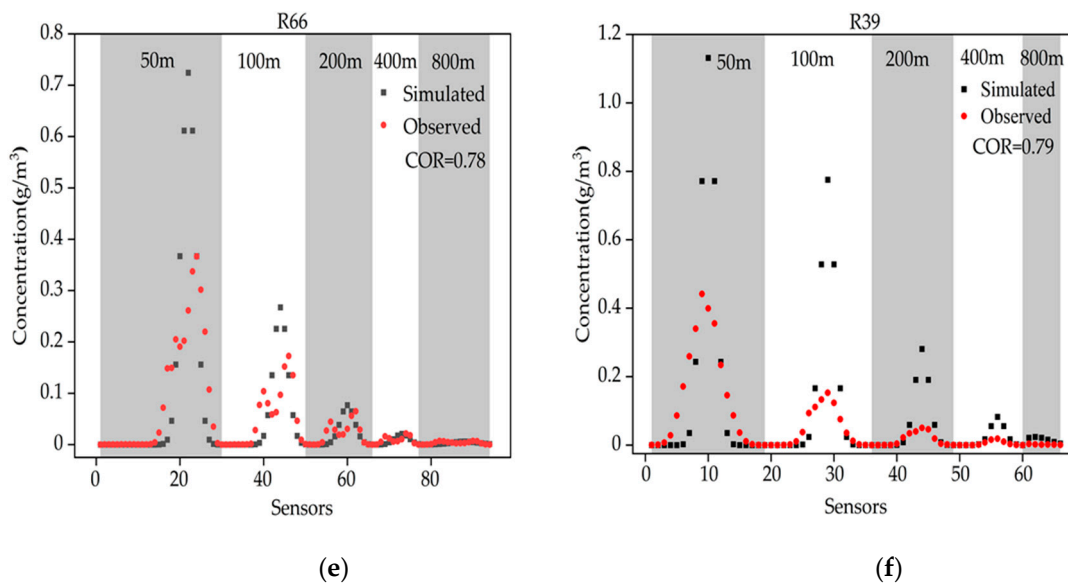 R66
0.8
50m 100m 200m 400m 800m
Simulated
Observed
COR=0.78
0.7
0.6
0.5
0.4
0.3
0.2
0.1
0
Concentration(g/m³)
0 20 40 60 80
Sensors
(e)
R39
1.2
50m 100m 200m 400m 800m
Simulated
Observed
COR=0.79
1.0
0.8
0.6
0.4
0.2
0
Concentration(g/m³)
0 10 20 30 40 50 60
Sensors
(f)